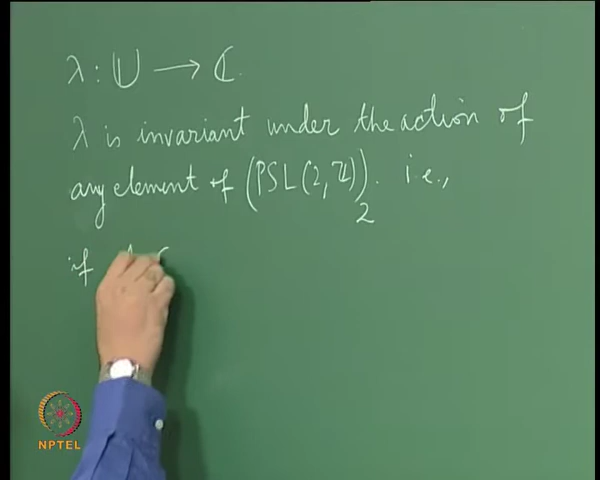 λ : 𝕌 → ℂ.
λ is invariant under the action of
any element of (PSL(2,ℤ))₂. i.e.,
if
NPTEL